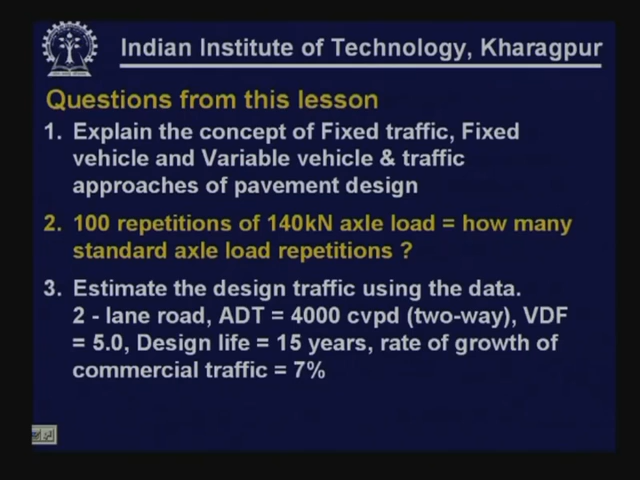 Indian Institute of Technology, Kharagpur
Questions from this lesson
1. Explain the concept of Fixed traffic, Fixed
vehicle and Variable vehicle & traffic
approaches of pavement design
2. 100 repetitions of 140kN axle load = how many
standard axle load repetitions ?
3. Estimate the design traffic using the data.
2 - lane road, ADT = 4000 cvpd (two-way), VDF
= 5.0, Design life = 15 years, rate of growth of
commercial traffic = 7%